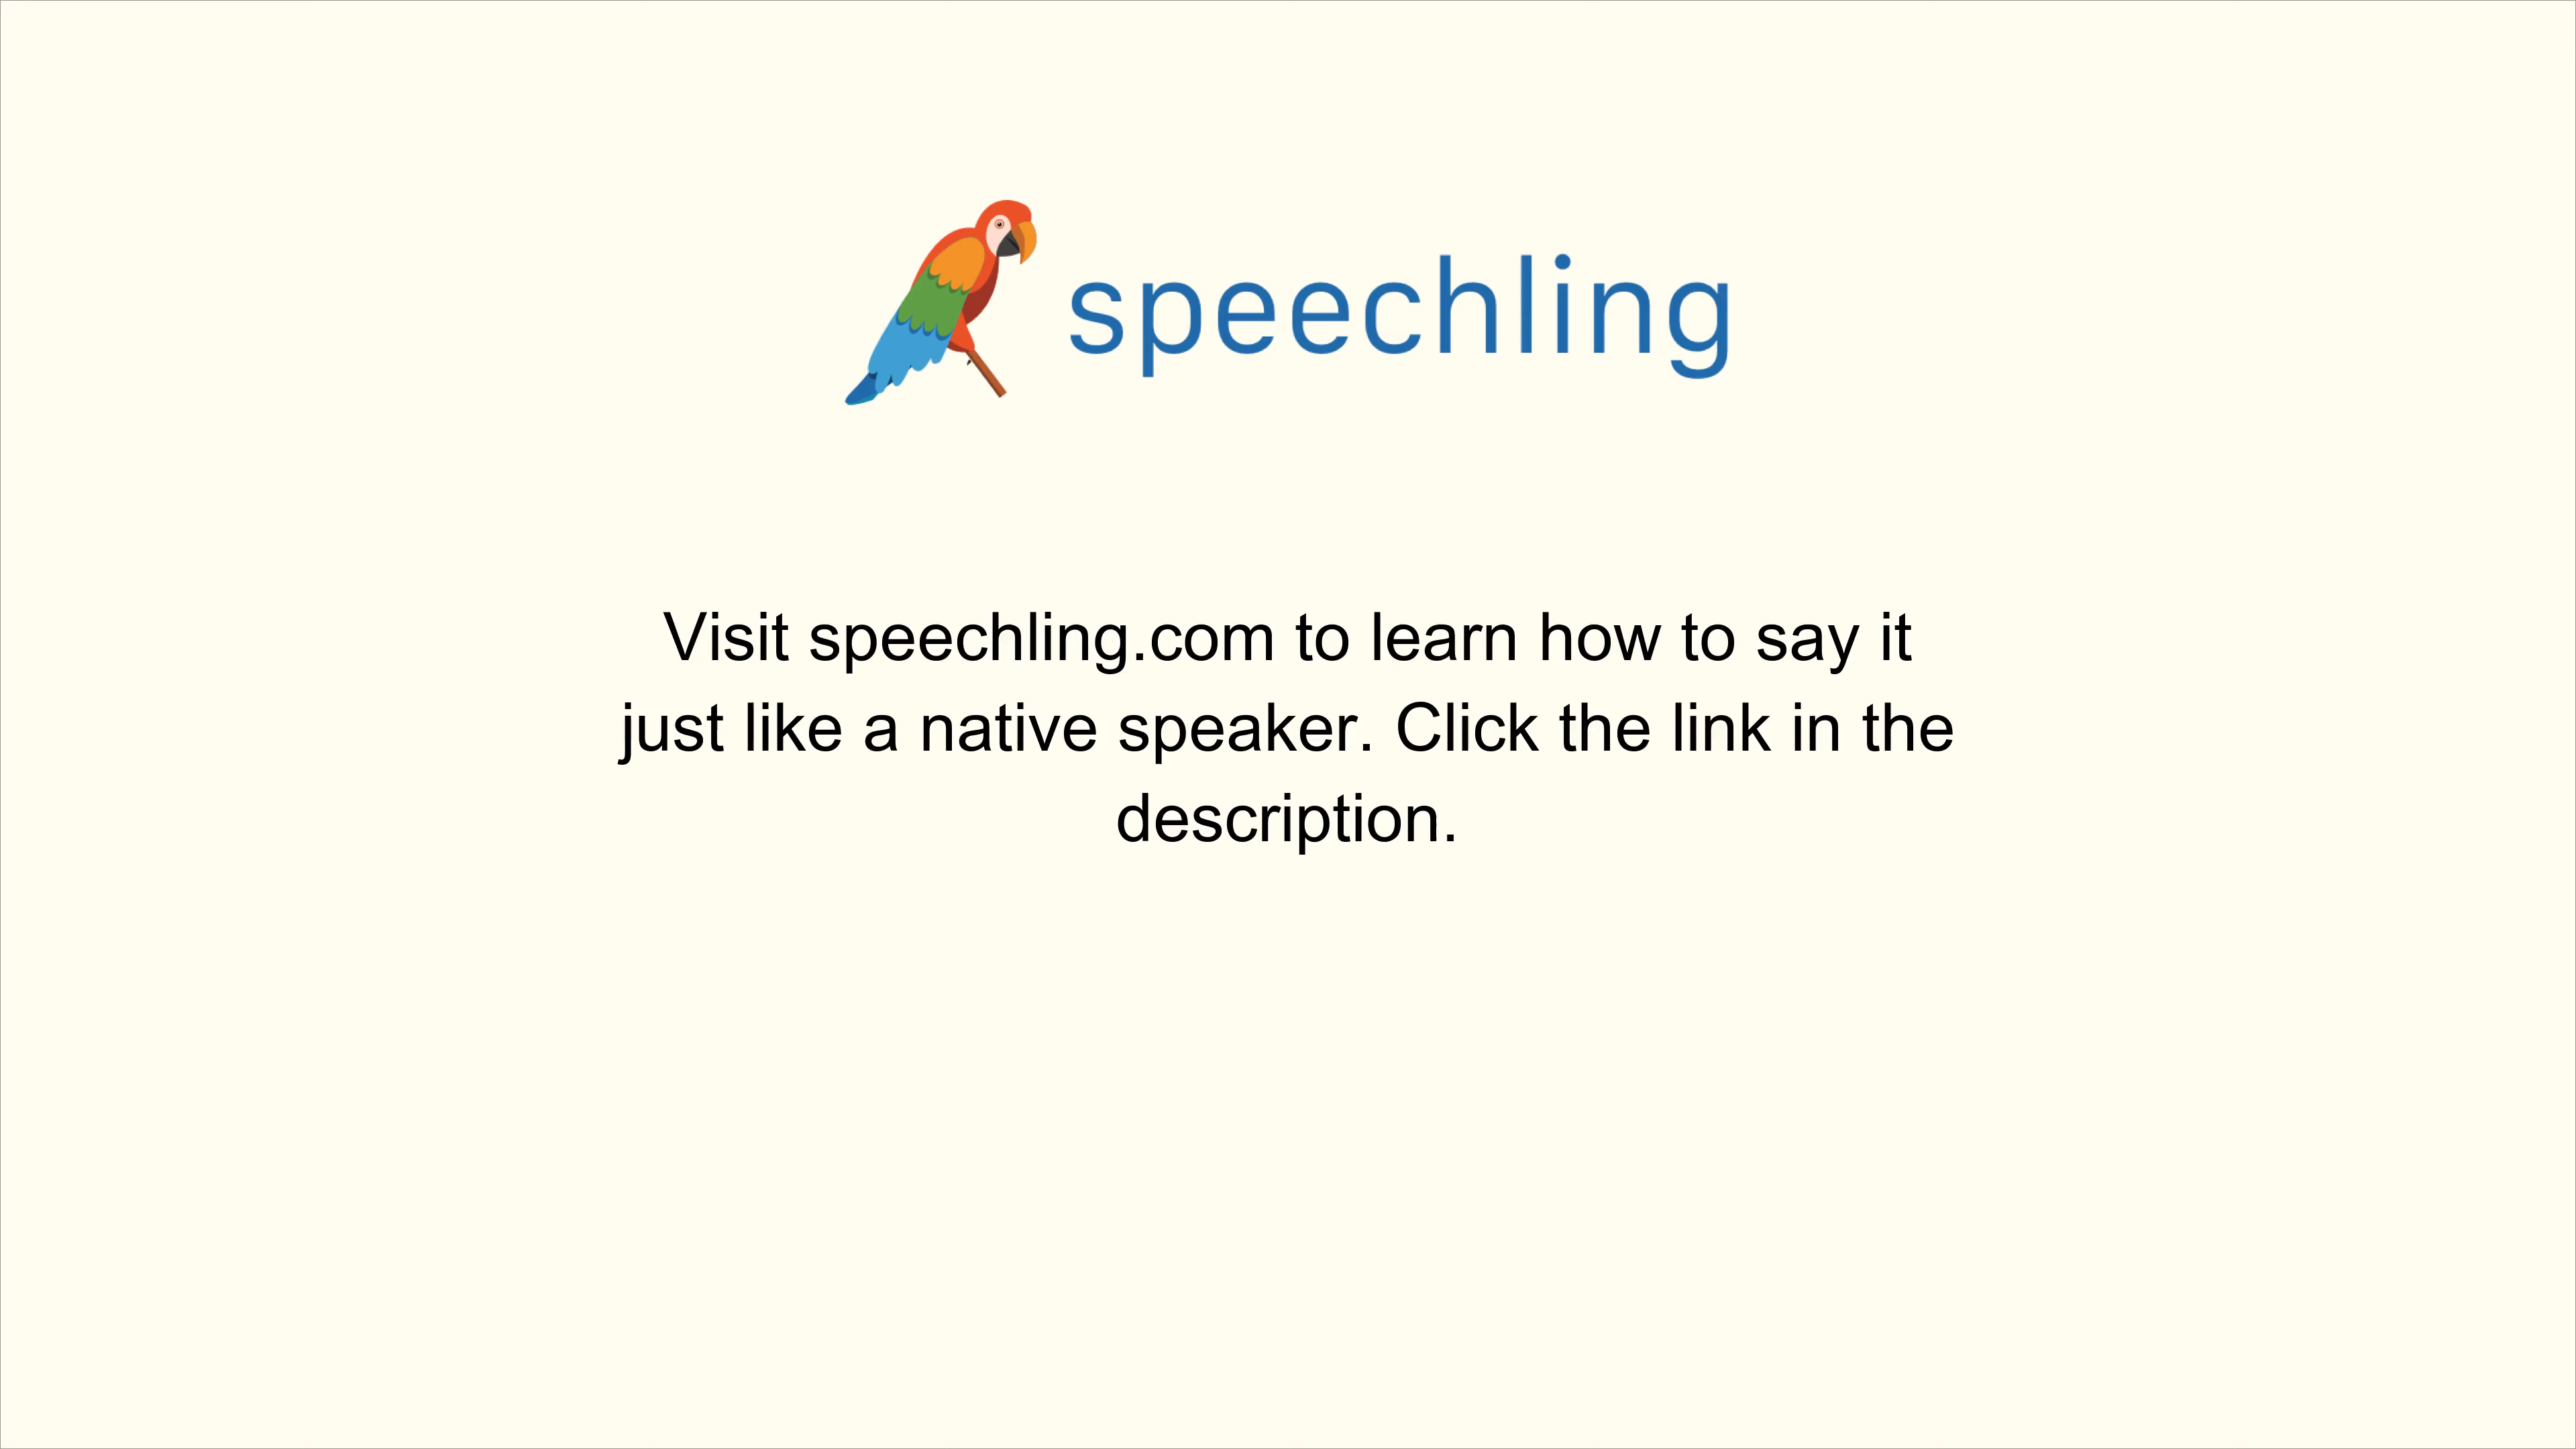 speechling
Visit speechling.com to learn how to say it
just like a native speaker. Click the link in the
description.